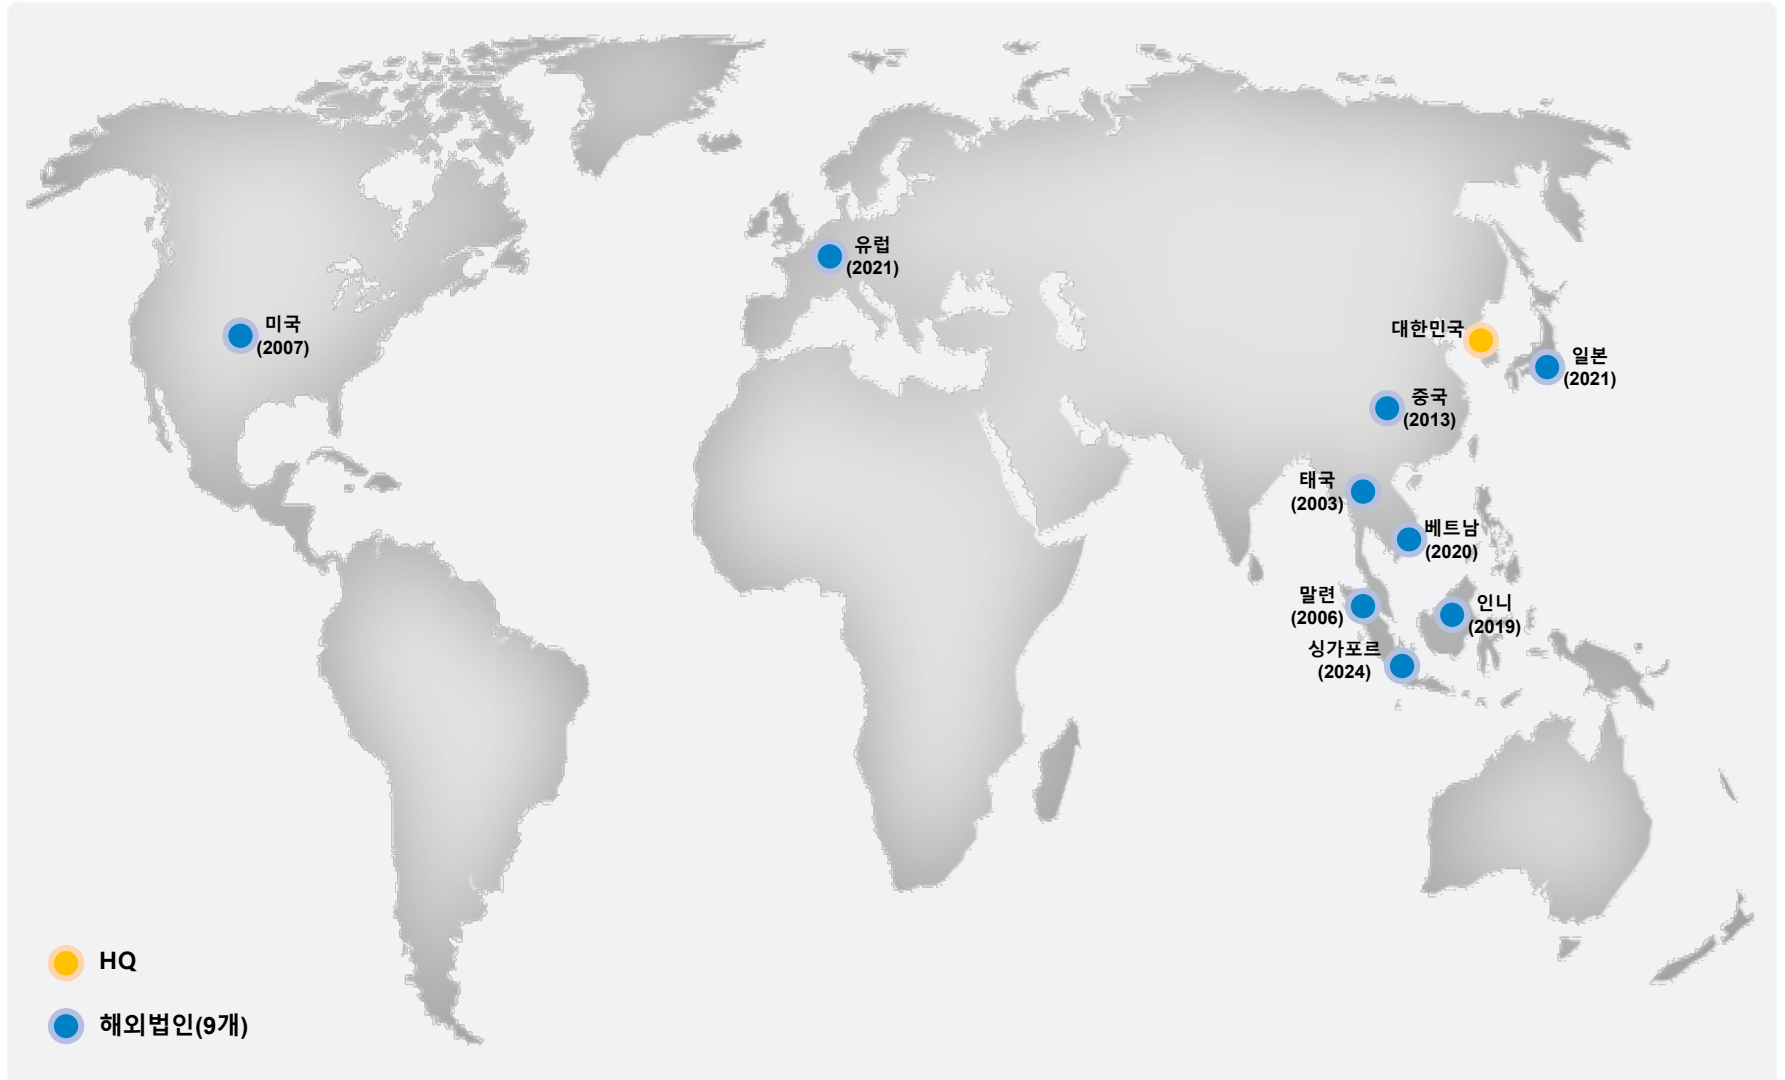 유럽
(2021)
미국
(2007)
대한민국
일본
(2021)
중국
(2013)
태국
(2003)
베트남
(2020)
말련
(2006)
인니
(2019)
싱가포르
(2024)
HQ
해외법인(9개)